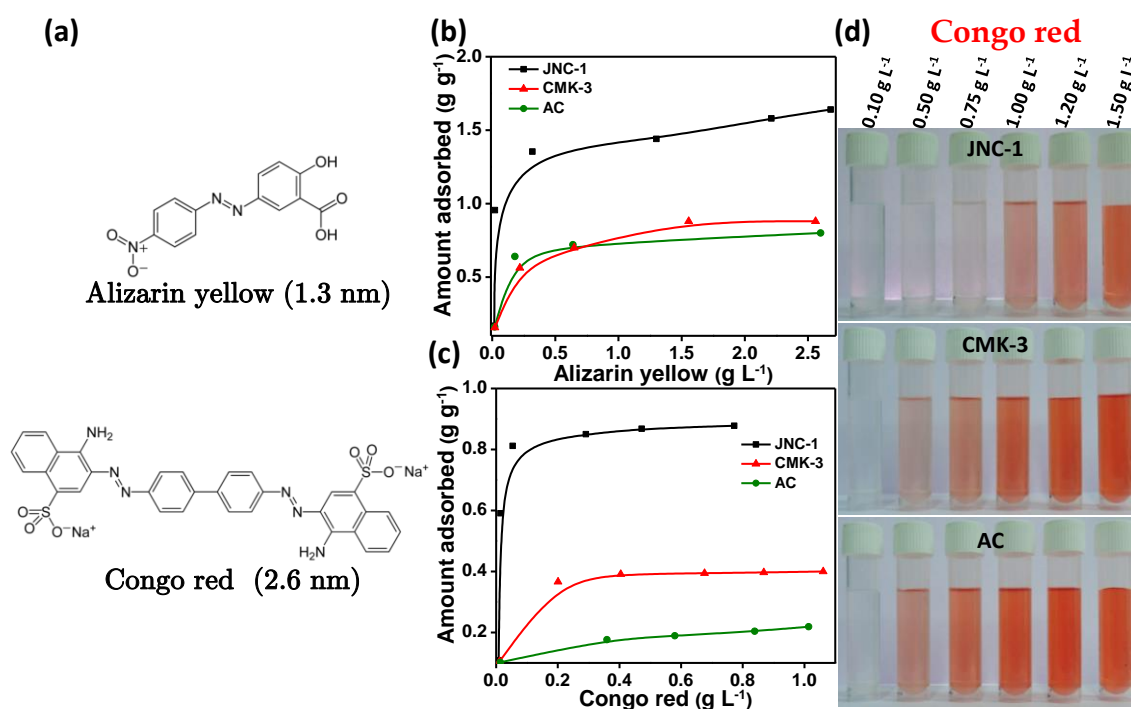 (a)
OH
N
N
O
OH
O
N+
O−
Alizarin yellow (1.3 nm)
NH2
O
S
O−Na+
O
N
N
N
N
O
S
O
O−Na+
NH2
Congo red (2.6 nm)
(b)
2.0
1.5
1.0
0.5
Amount adsorbed (g g-1)
JNC-1
CMK-3
AC
0.0 0.5 1.0 1.5 2.0 2.5
Alizarin yellow (g L-1)
(c)
1.0
0.8
0.6
0.4
0.2
Amount adsorbed (g g-1)
JNC-1
CMK-3
AC
0.0 0.2 0.4 0.6 0.8 1.0
Congo red (g L-1)
(d)
Congo red
0.10 g L-1
0.50 g L-1
0.75 g L-1
1.00 g L-1
1.20 g L-1
1.50 g L-1
JNC-1
CMK-3
AC